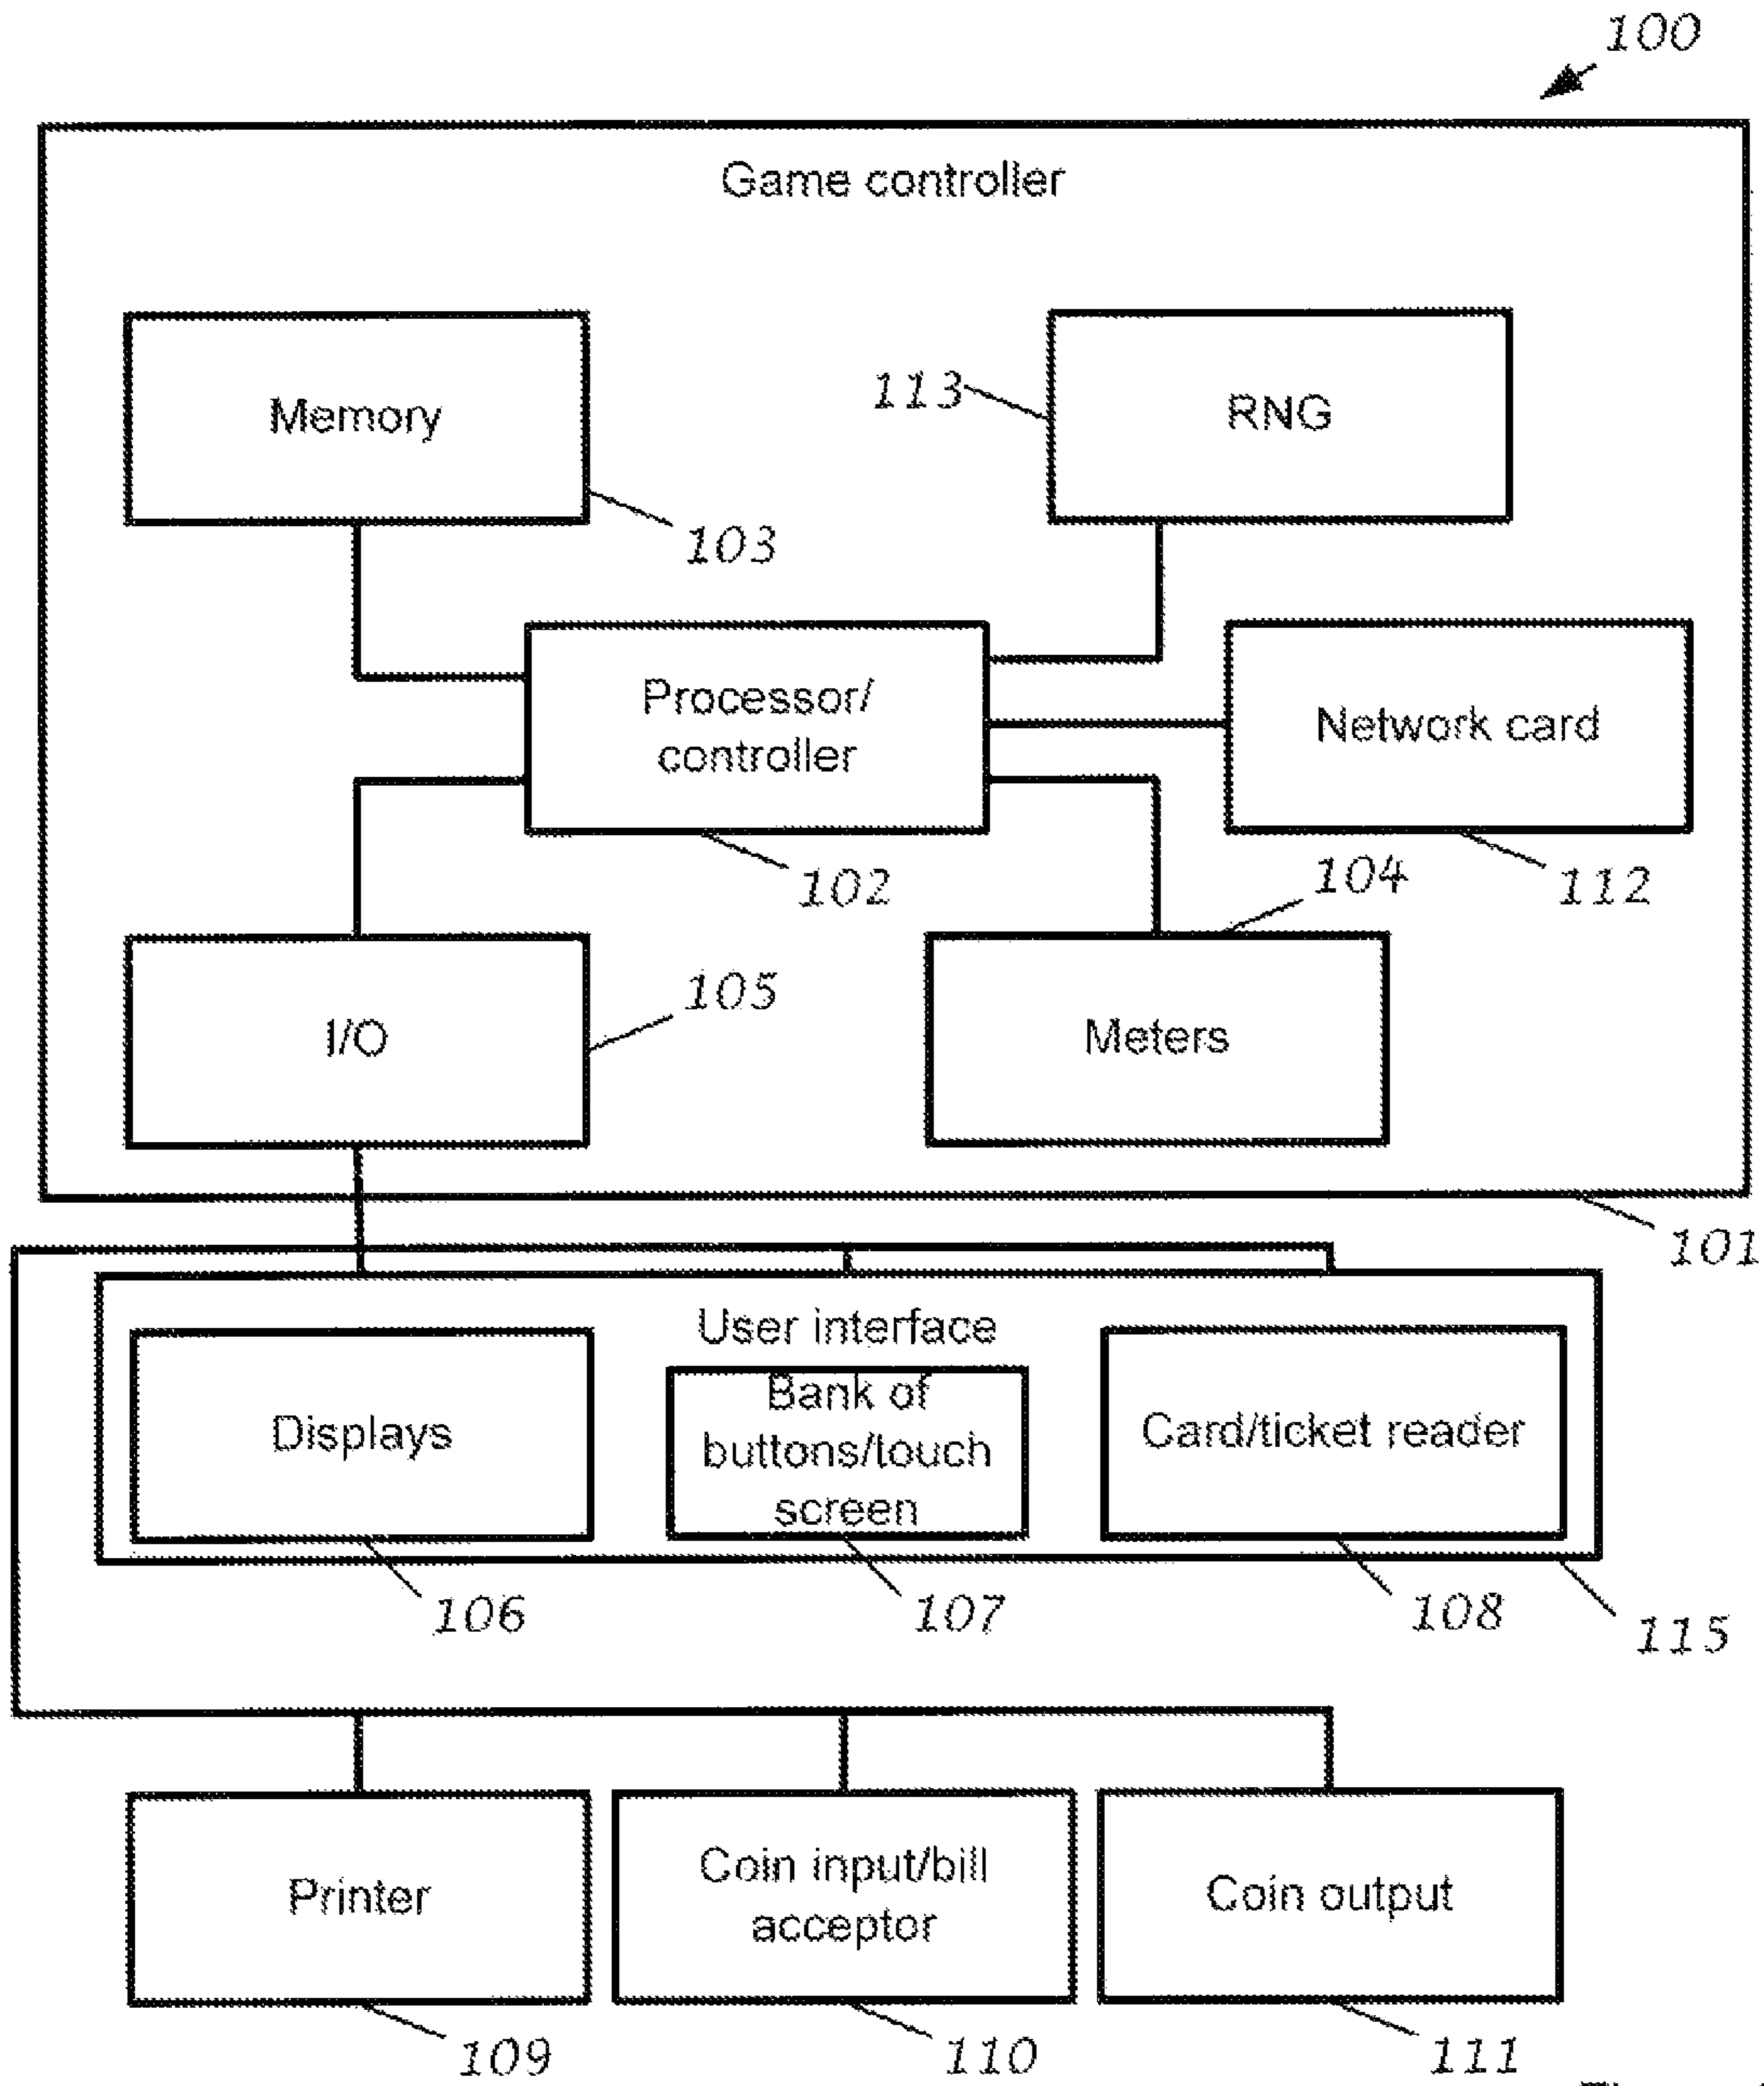 100
Game controller
Memory
113
RNG
103
Processor/
controller
Network card
102
104
112
I/O
105
Meters
101
User interface
Displays
Bank of
buttons/touch
screen
Card/ticket reader
106
107
108
115
Printer
Coin input/bill
acceptor
Coin output
109
110
111